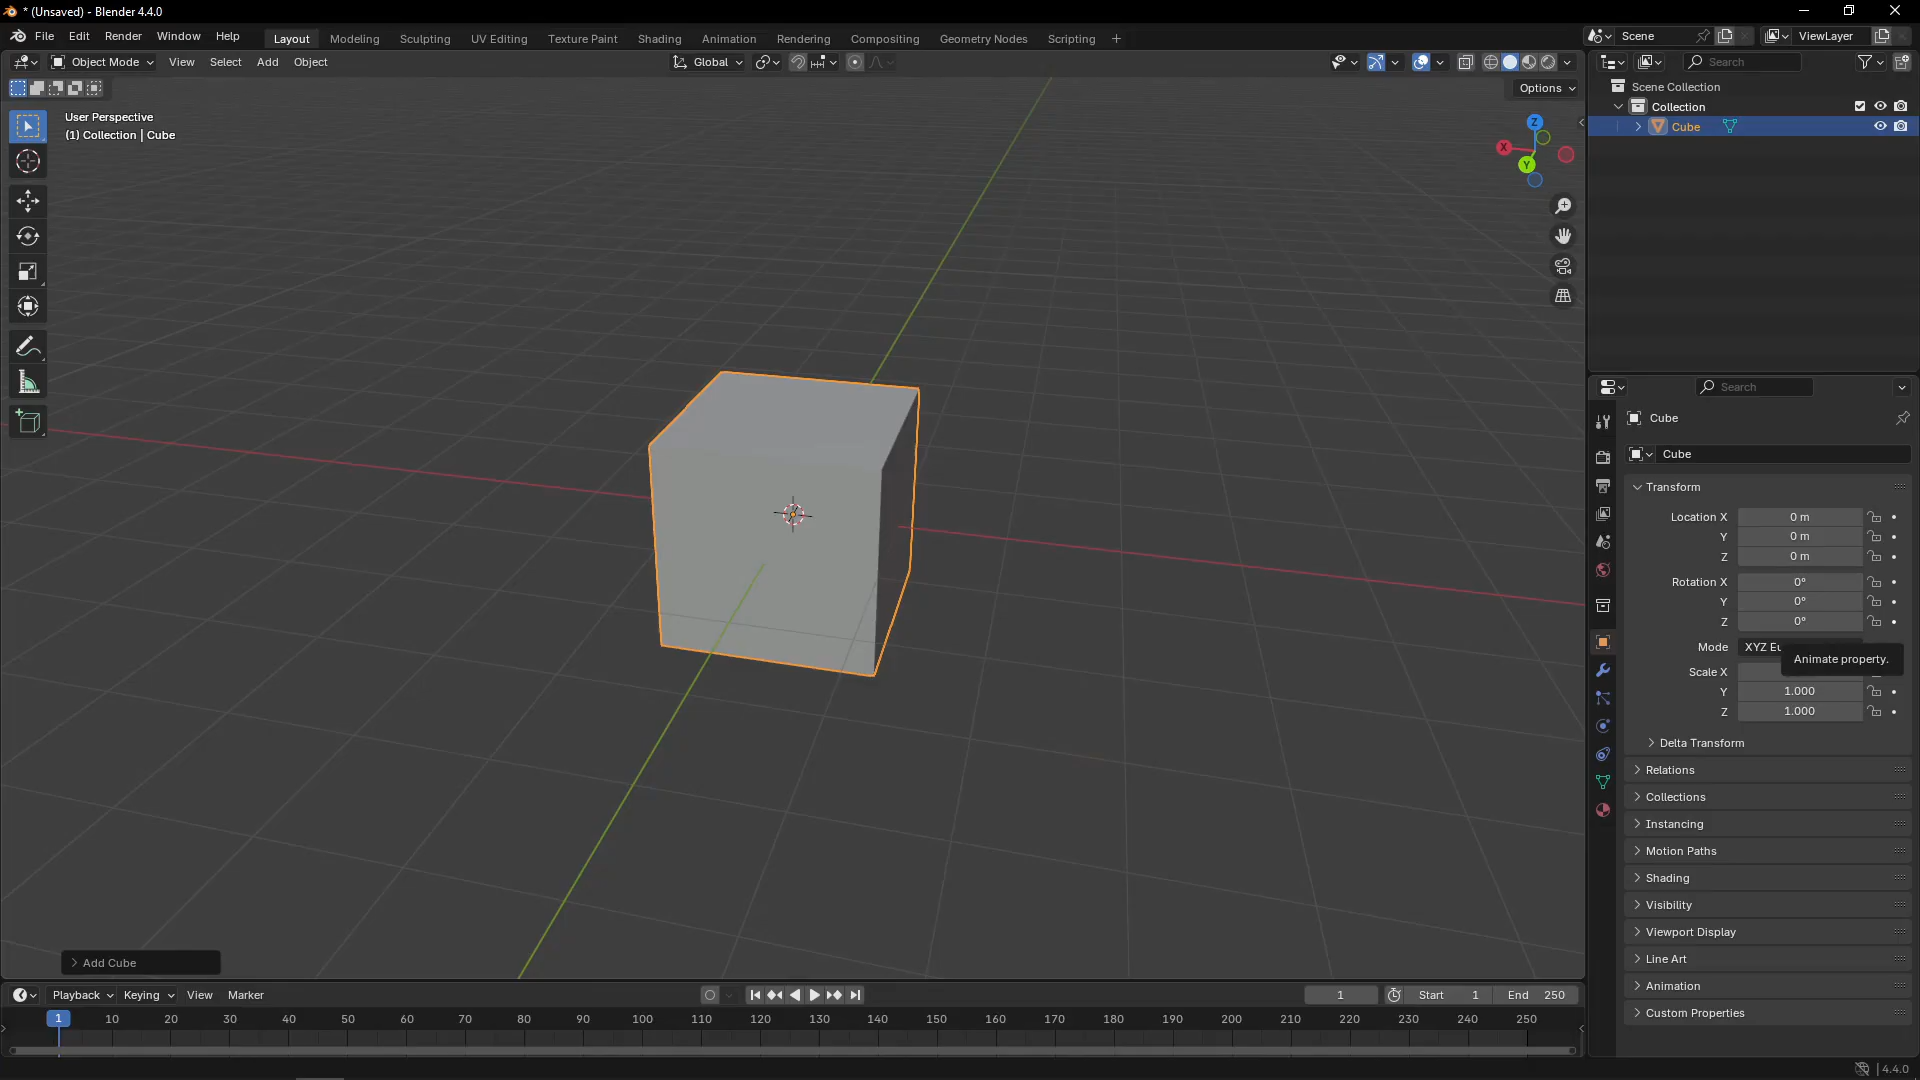 * (Unsaved) - Blender 4.4.0
File Edit Render Window Help
Layout Modeling Sculpting UV Editing Texture Paint Shading Animation Rendering Compositing Geometry Nodes Scripting +
Scene
ViewLayer
Object Mode View Select Add Object
Global
Options
User Perspective
(1) Collection | Cube
Z
X
Y
Search
Scene Collection
Collection
Cube
Search
Cube
Cube
Transform
Location X 0 m
Y 0 m
Z 0 m
Rotation X 0°
Y 0°
Z 0°
Mode XYZ Eu
Animate property.
Scale X
Y 1.000
Z 1.000
Delta Transform
Relations
Collections
Instancing
Motion Paths
Shading
Visibility
Viewport Display
Line Art
Animation
Custom Properties
Add Cube
Playback Keying View Marker
1 Start 1 End 250
1 10 20 30 40 50 60 70 80 90 100 110 120 130 140 150 160 170 180 190 200 210 220 230 240 250
4.4.0